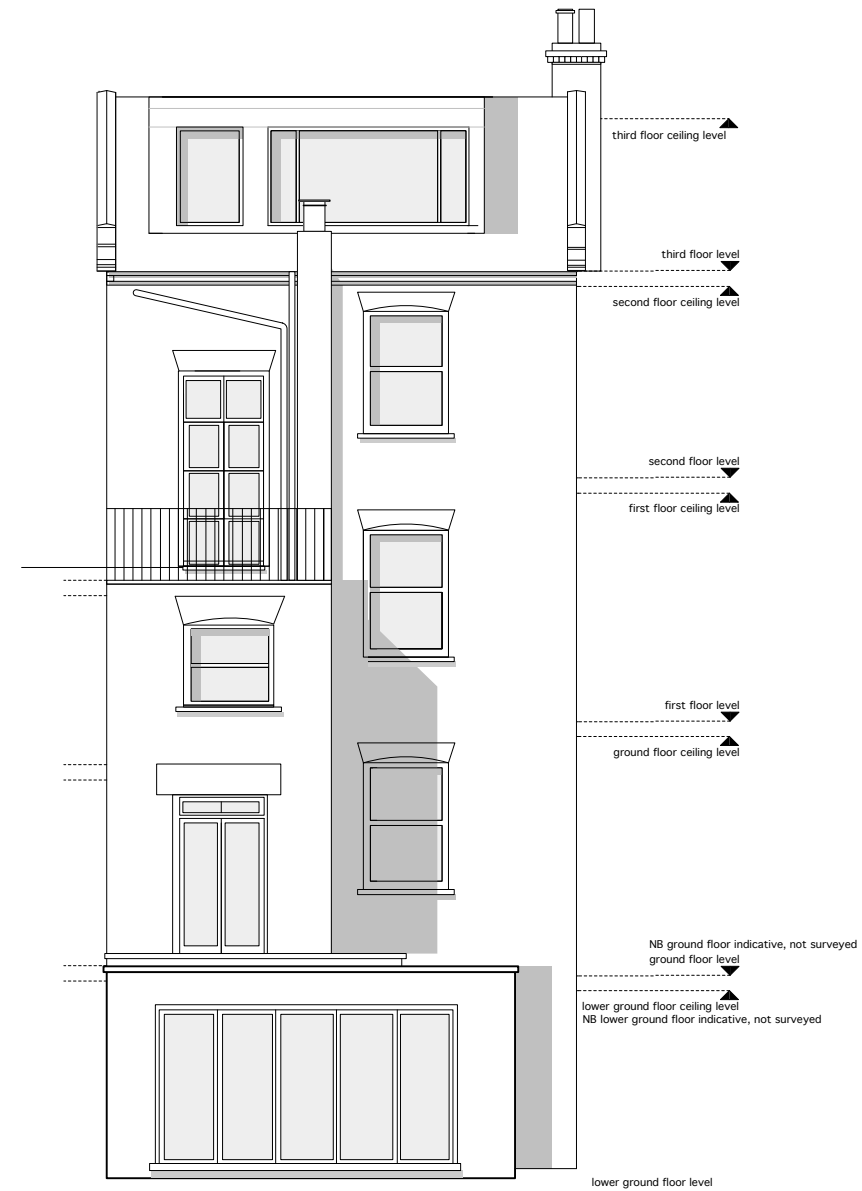 third floor ceiling level
third floor level
second floor ceiling level
second floor level
first floor ceiling level
first floor level
ground floor ceiling level
NB ground floor indicative, not surveyed
ground floor level
lower ground floor ceiling level
NB lower ground floor indicative, not surveyed
lower ground floor level